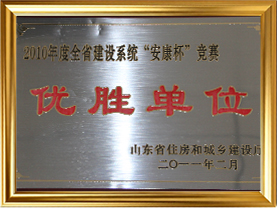 2010年度全省建设系统“安康杯”竞赛
优胜单位
山东省住房和城乡建设厅
二〇一一年二月